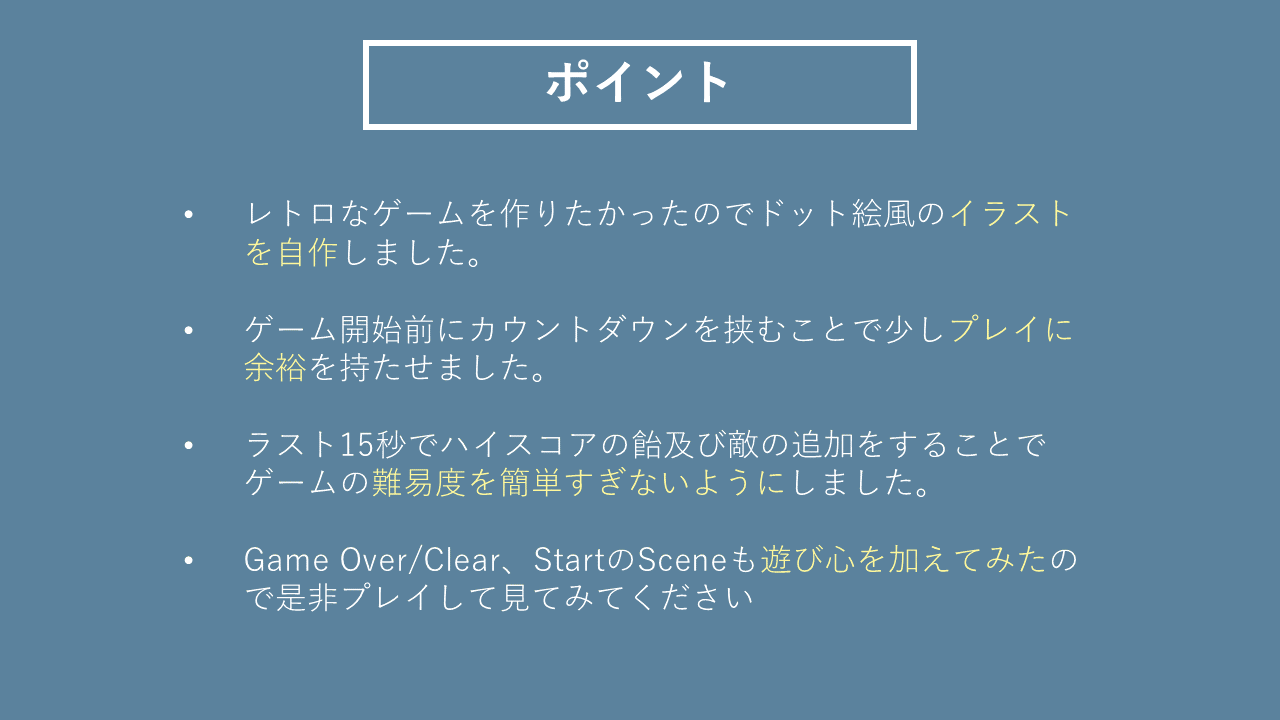 ポイント
• レトロなゲームを作りたかったのでドット絵風のイラスト
を自作しました。
• ゲーム開始前にカウントダウンを挟むことで少しプレイに
余裕を持たせました。
• ラスト15秒でハイスコアの飴及び敵の追加をすることで
ゲームの難易度を簡単すぎないようにしました。
• Game Over/Clear、StartのSceneも遊び心を加えてみたの
で是非プレイして見てみてください